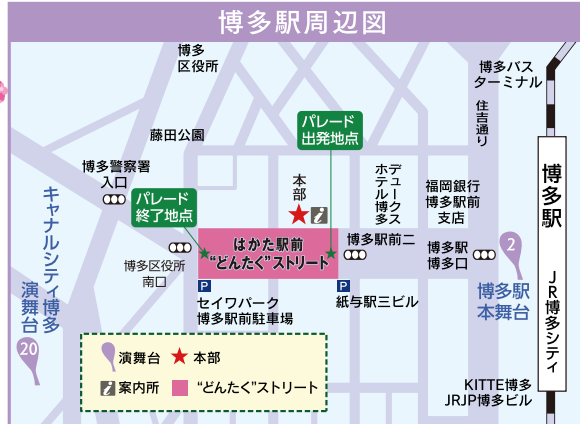 博多駅周辺図
博多
区役所
博多バス
ターミナル
住吉通り
藤田公園
パレード
出発地点
博多警察署
入口
パレード
終了地点
本部
デュークス
ホテル博多
福岡銀行
博多駅前
支店
博多駅
JR博多シティ
キャナルシティ博多
演舞台
20
博多区役所
南口
はかた駅前
“どんたく”ストリート
博多駅前二
博多駅
博多口
2
博多駅
本舞台
P
セイワパーク
博多駅前駐車場
P
紙与駅三ビル
演舞台
本部
案内所
“どんたく”ストリート
KITTE博多
JRJP博多ビル